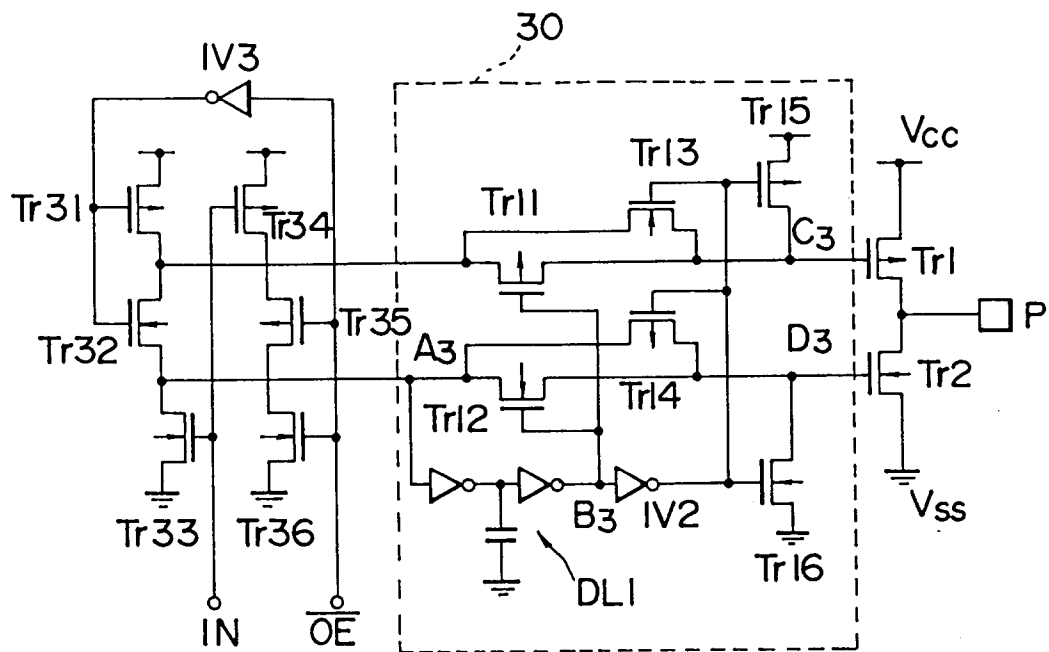 30
IV3
Tr15
Vcc
Tr13
Tr31
Tr11
Tr34
C3
Tr1
Tr35
P
Tr32
A3
D3
Tr2
Tr12
Tr14
B3
IV2
Vss
Tr33
Tr36
Tr16
DL1
IN
OE